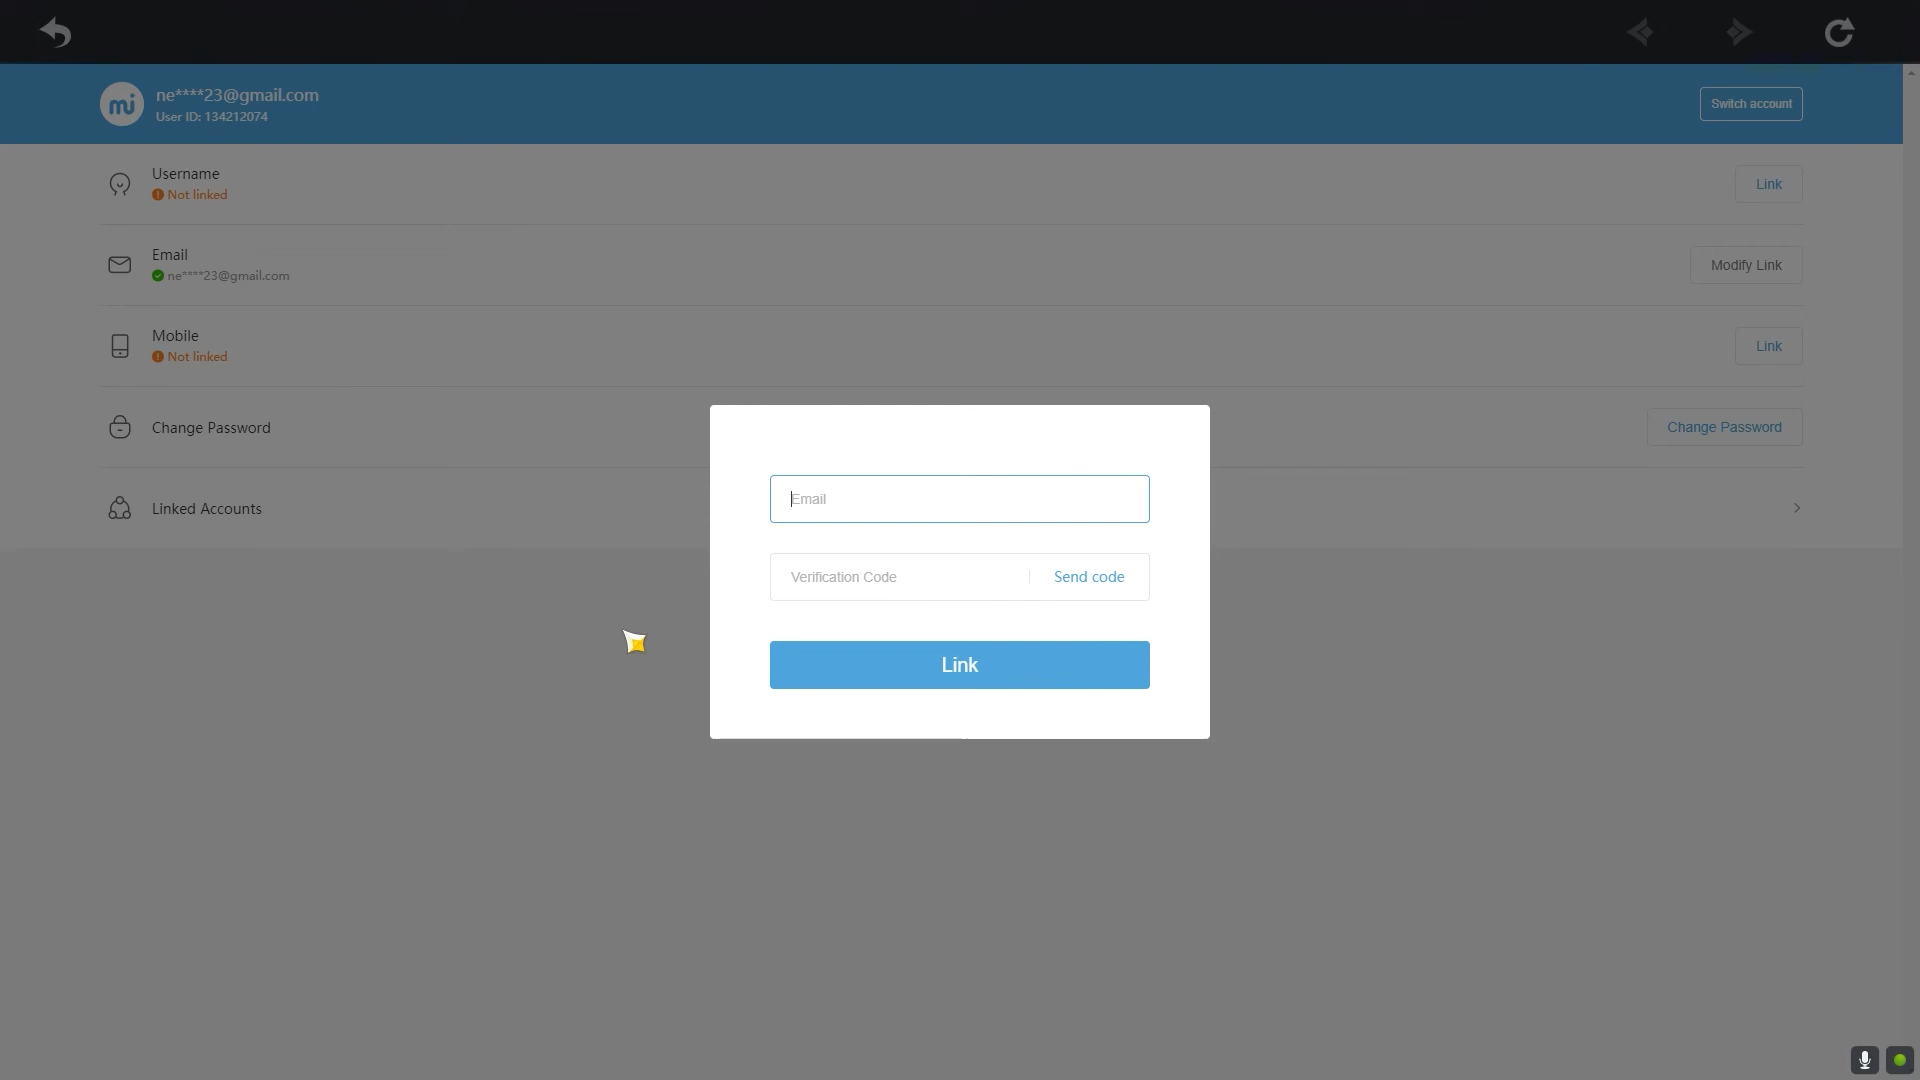 mi
ne****23@gmail.com
User ID: 134212074
Switch account
Username
Not linked
Link
Email
ne****23@gmail.com
Modify Link
Mobile
Not linked
Link
Change Password
Change Password
Linked Accounts
Email
Verification Code
Send code
Link